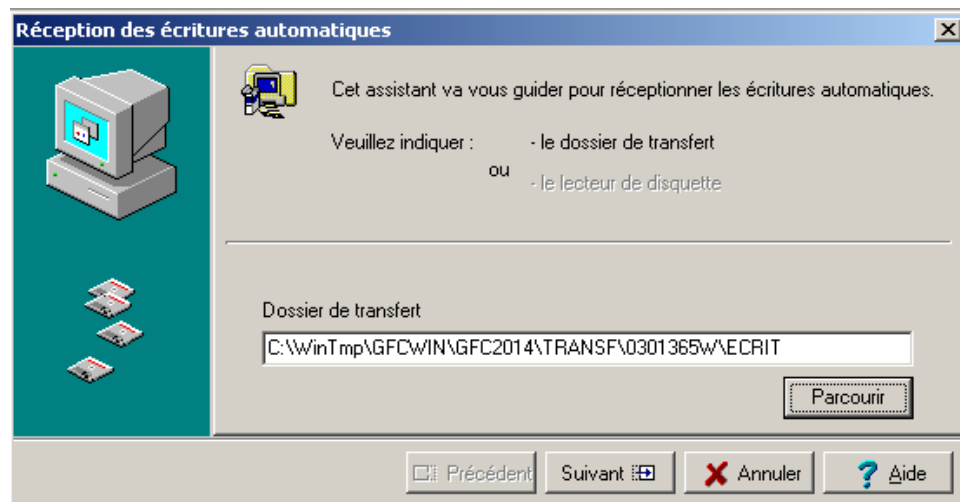 Réception des écritures automatiques
Cet assistant va vous guider pour réceptionner les écritures automatiques.
Veuillez indiquer : - le dossier de transfert
ou
- le lecteur de disquette
Dossier de transfert
C:\WinTmp\GFCWIN\GFC2014\TRANSF\0301365W\ECRIT
Parcourir
Précédent Suivant Annuler Aide